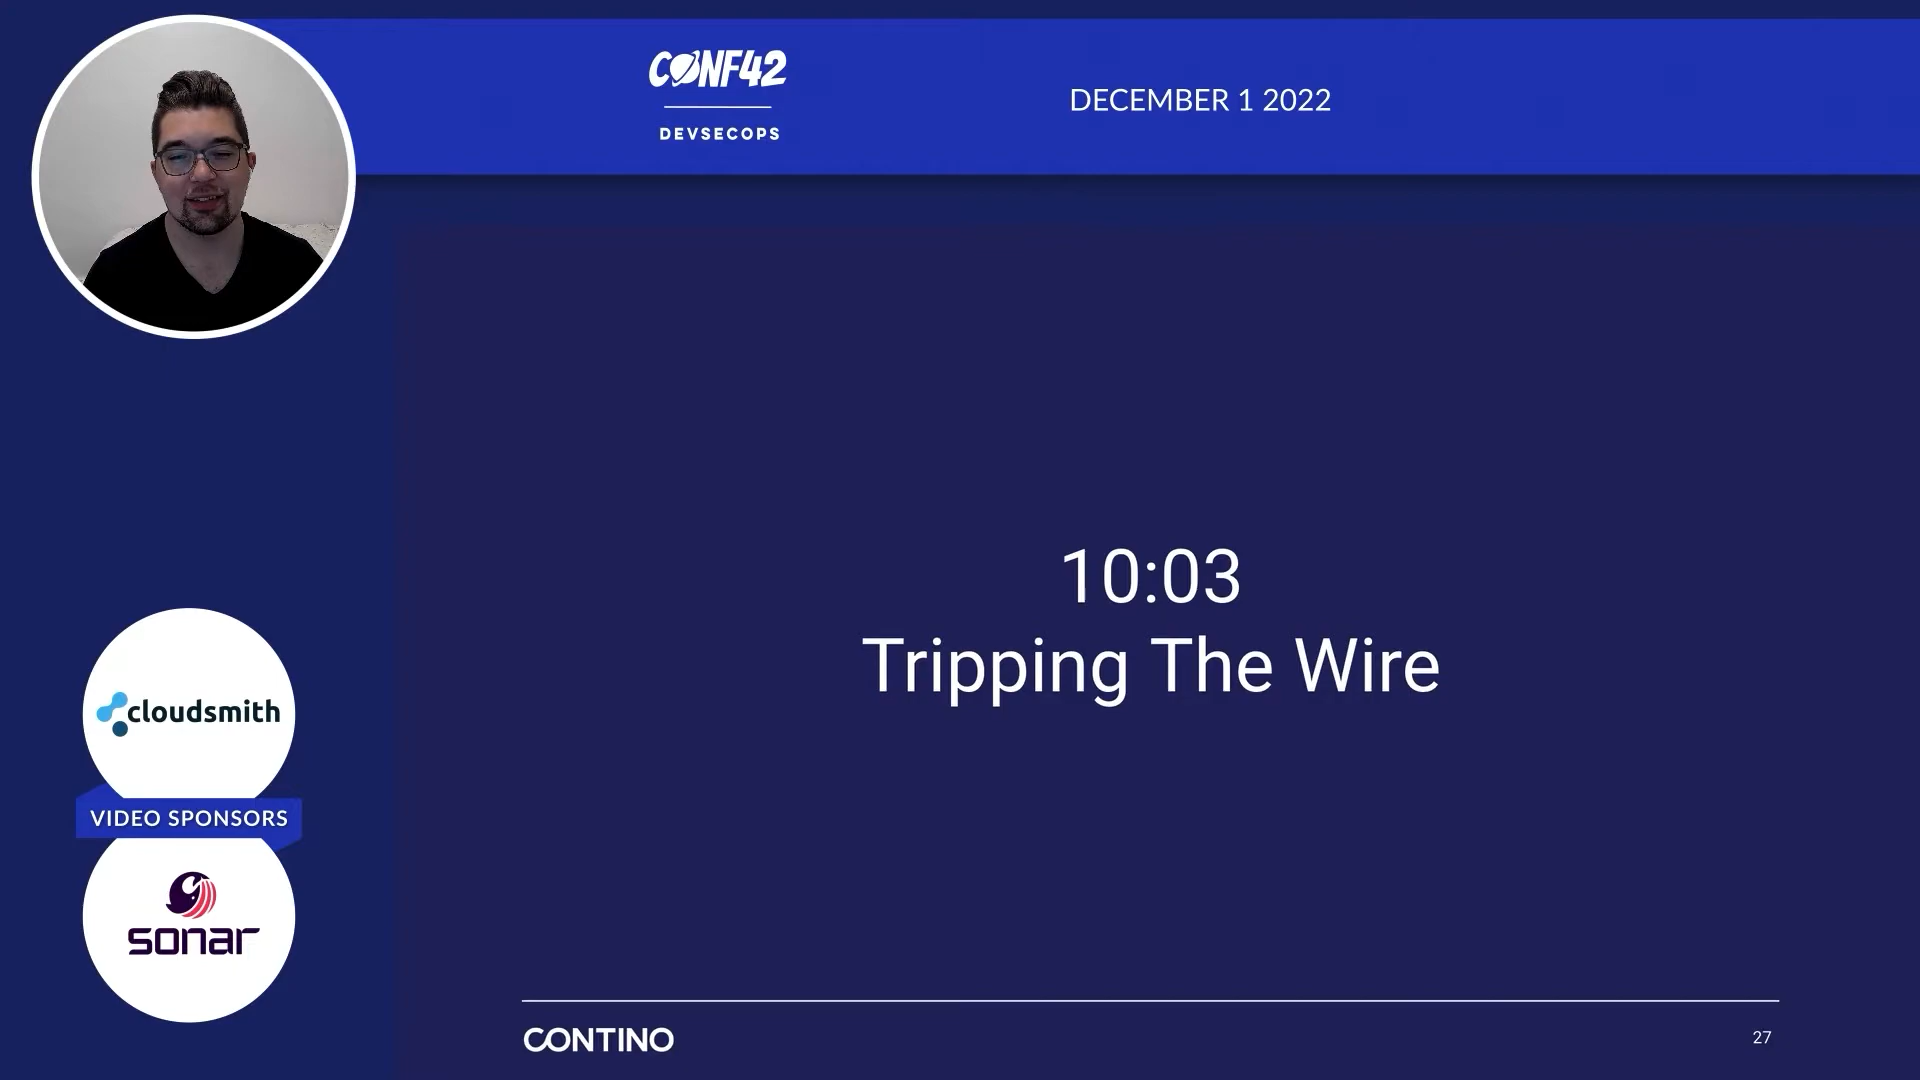 CONF42
DEVSECOPS
DECEMBER 1 2022
10:03
Tripping The Wire
cloudsmith
VIDEO SPONSORS
sonar
CONTINO
27